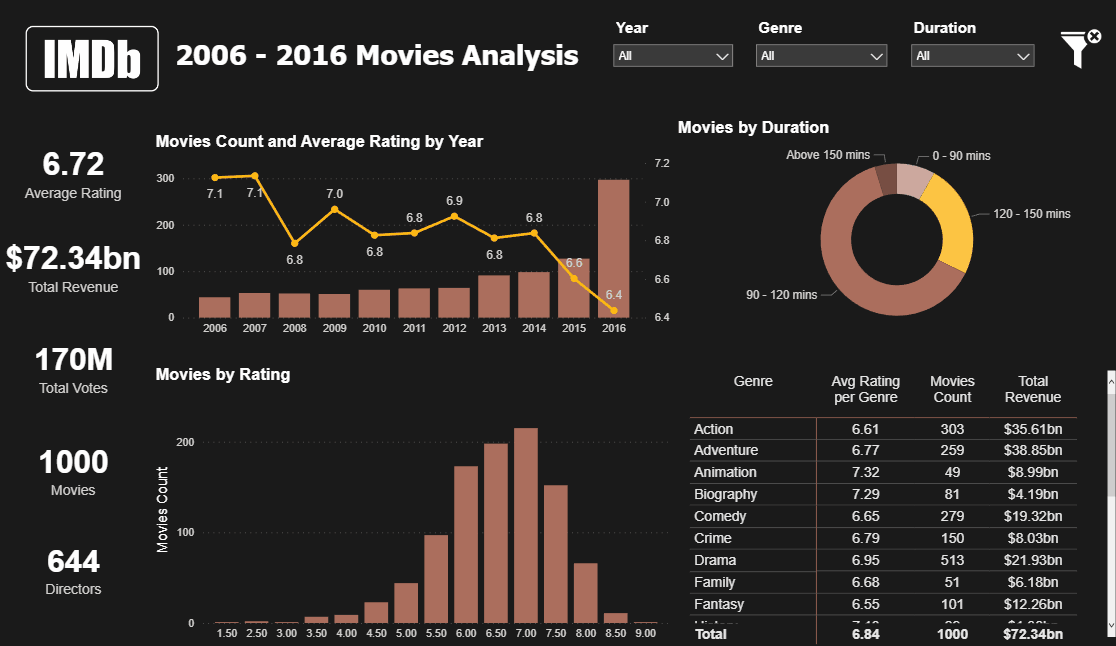 IMDb
2006 - 2016 Movies Analysis
Year
All
Genre
All
Duration
All
6.72
Average Rating
$72.34bn
Total Revenue
170M
Total Votes
1000
Movies
644
Directors
Movies Count and Average Rating by Year
300
200
100
0
7.2
7.0
6.8
6.6
6.4
7.1
7.1
6.8
7.0
6.8
6.8
6.9
6.8
6.8
6.6
6.4
2006 2007 2008 2009 2010 2011 2012 2013 2014 2015 2016
Movies by Duration
Above 150 mins
0 - 90 mins
120 - 150 mins
90 - 120 mins
Movies by Rating
Movies Count
200
100
0
1.50 2.50 3.00 3.50 4.00 4.50 5.00 5.50 6.00 6.50 7.00 7.50 8.00 8.50 9.00
Genre Avg Rating per Genre Movies Count Total Revenue
Action 6.61 303 $35.61bn
Adventure 6.77 259 $38.85bn
Animation 7.32 49 $8.99bn
Biography 7.29 81 $4.19bn
Comedy 6.65 279 $19.32bn
Crime 6.79 150 $8.03bn
Drama 6.95 513 $21.93bn
Family 6.68 51 $6.18bn
Fantasy 6.55 101 $12.26bn
Total 6.84 1000 $72.34bn